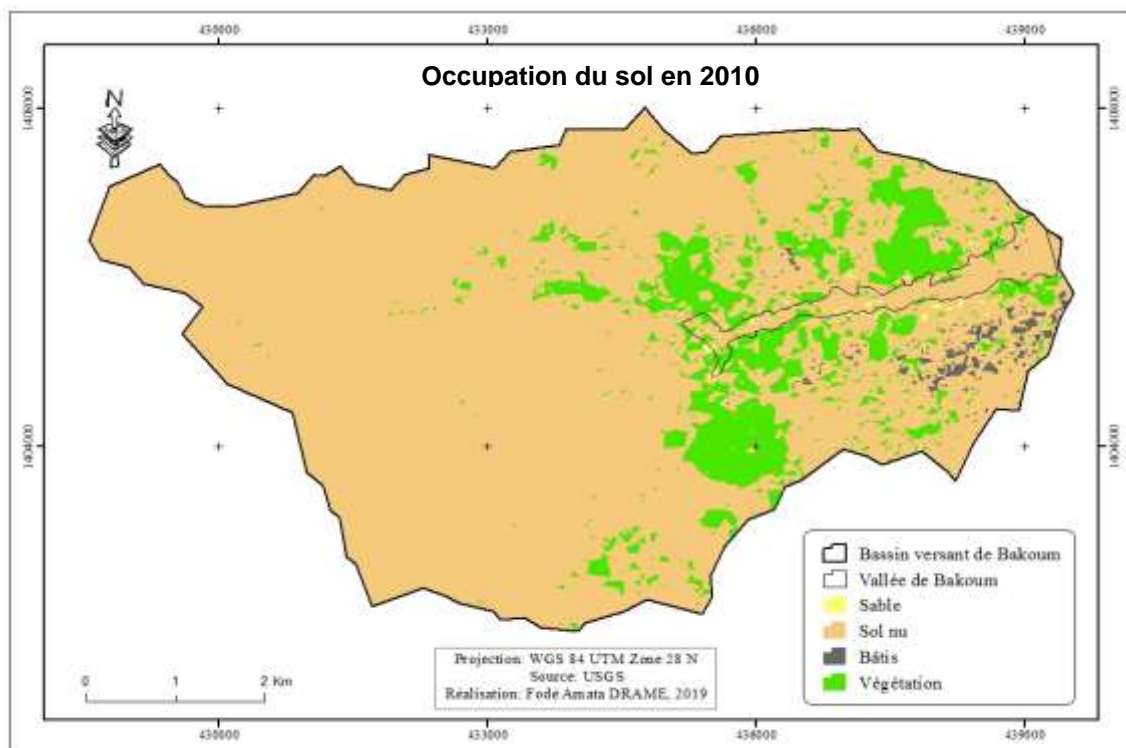 430000 433000 436000 439000
Occupation du sol en 2010
N
1408000 1408000
1404000 1404000
Bassin versant de Bakoum
Vallée de Bakoum
Sable
Sol nu
Bâtis
Végétation
Projection: WGS 84 UTM Zone 28 N
Source: USGS
Réalisation: Fodé Amata DRAME, 2019
0 1 2 Km
430000 433000 436000 439000